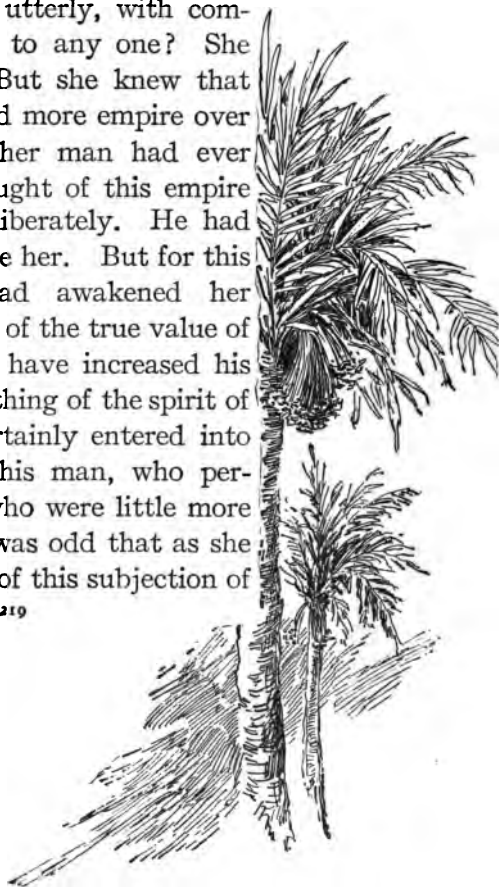 utterly, with com-
to any one? She
But she knew that
d more empire over
her man had ever
ught of this empire
liberately. He had
e her. But for this
ad awakened her
of the true value of
have increased his
thing of the spirit of
rtainly entered into
his man, who per-
who were little more
was odd that as she
of this subjection of
219